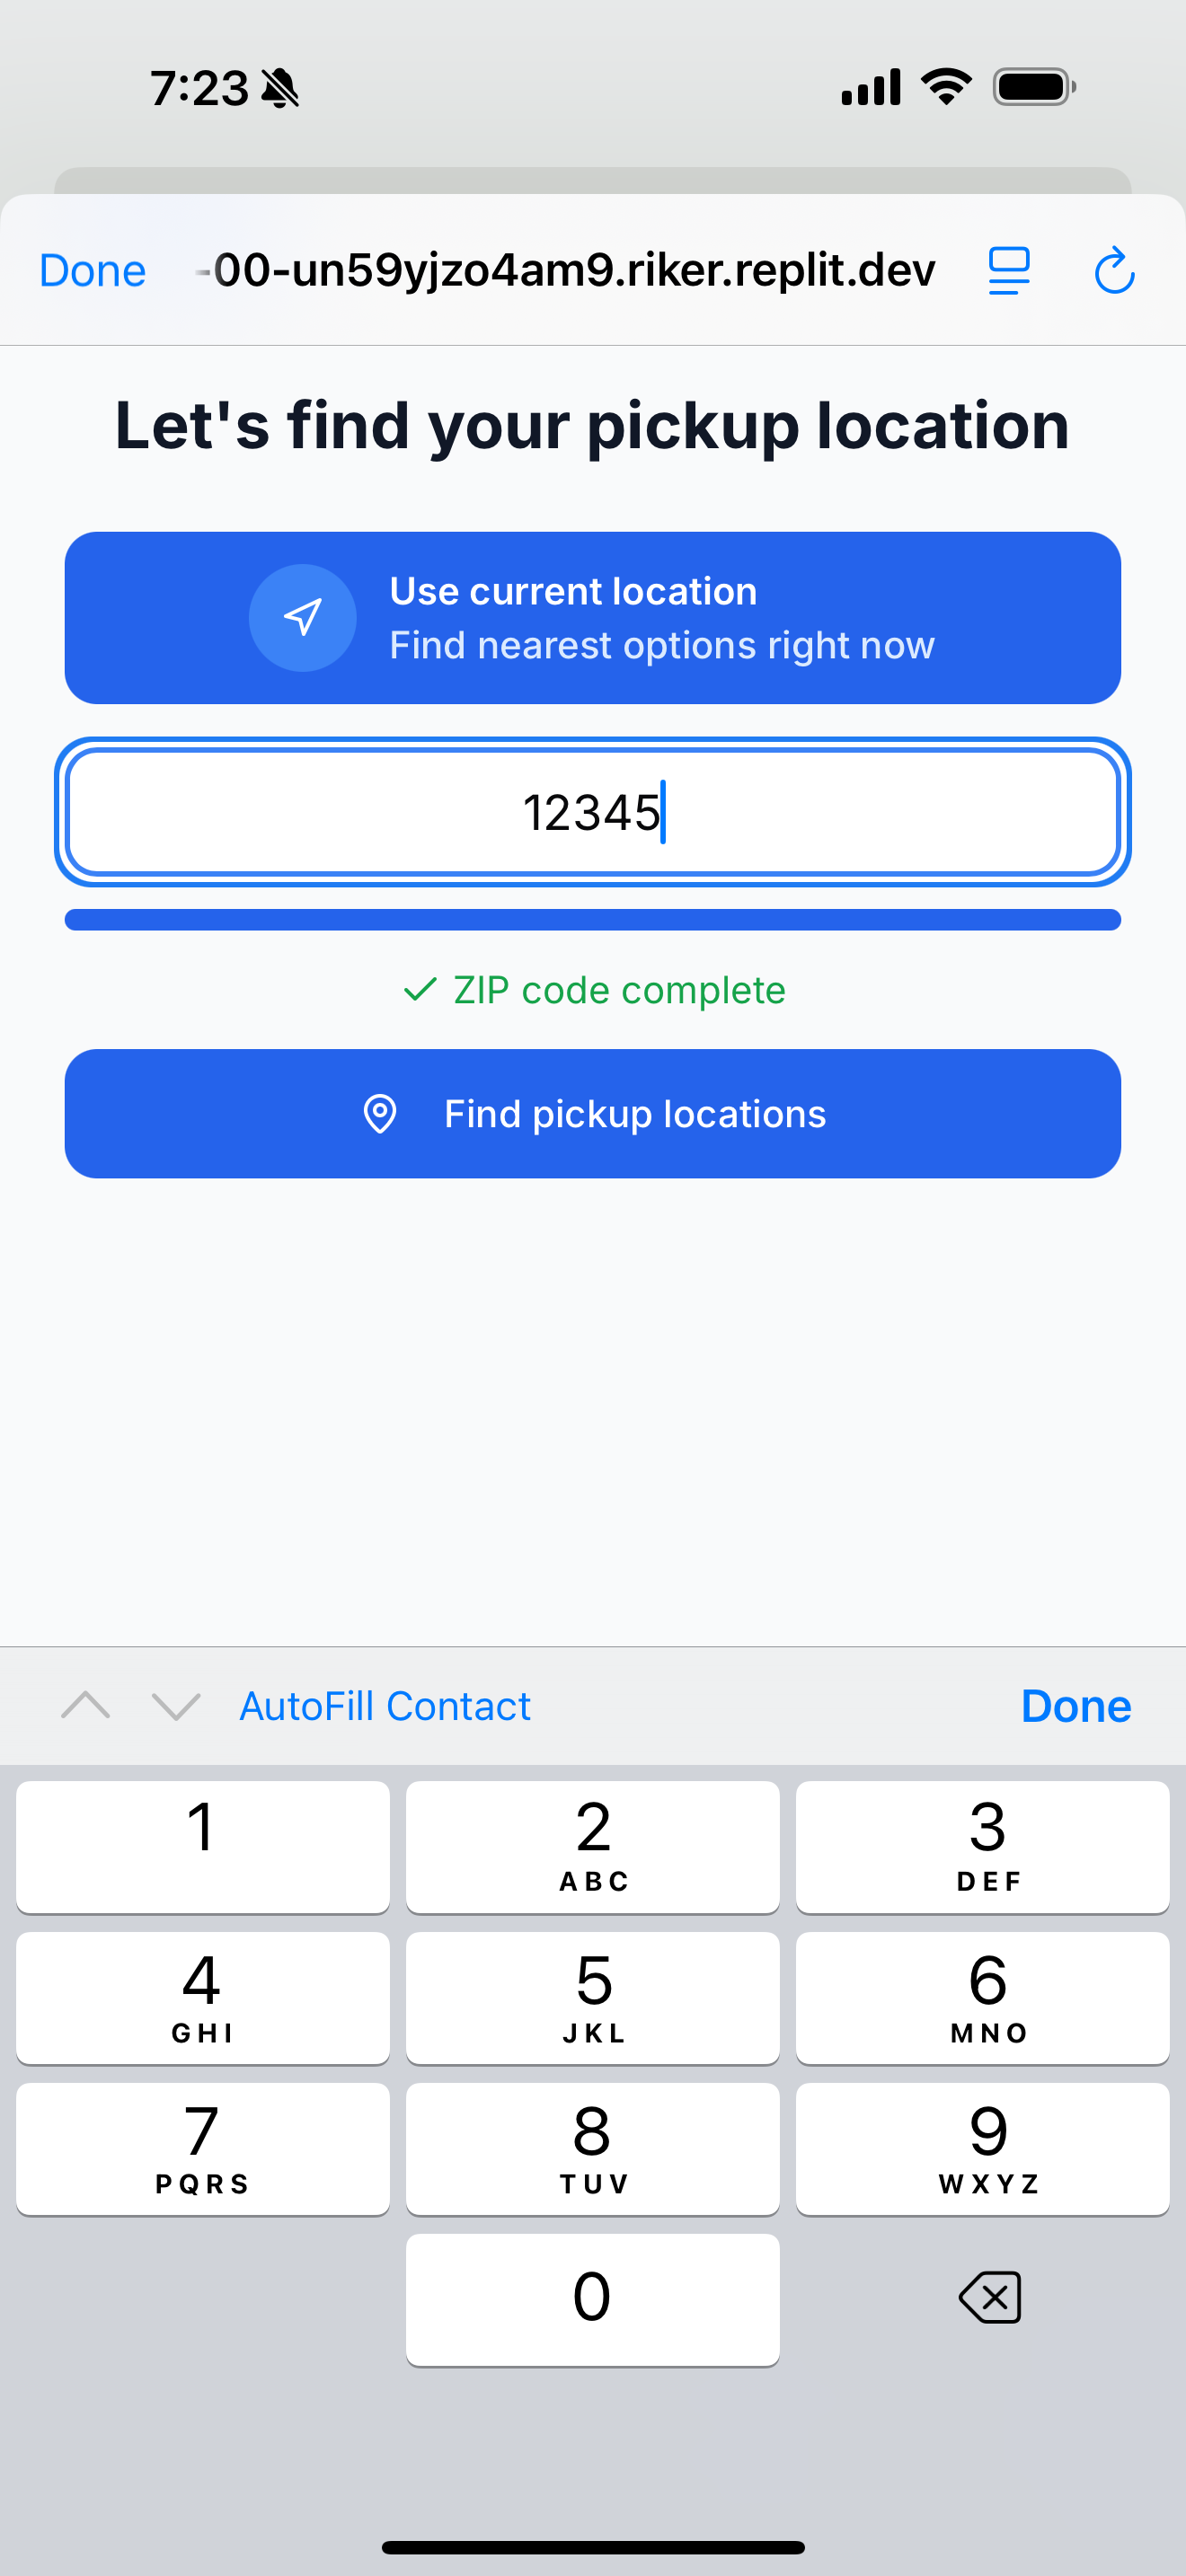 7:23
Done -00-un59yjzo4am9.riker.replit.dev
Let's find your pickup location
Use current location
Find nearest options right now
12345
✓ ZIP code complete
Find pickup locations
AutoFill Contact Done
1 2 3
ABC DEF
4 5 6
GHI JKL MNO
7 8 9
PQRS TUV WXYZ
0